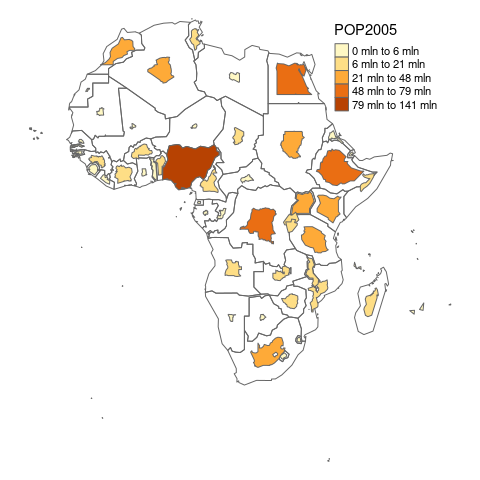 POP2005
0 mln to 6 mln
6 mln to 21 mln
21 mln to 48 mln
48 mln to 79 mln
79 mln to 141 mln